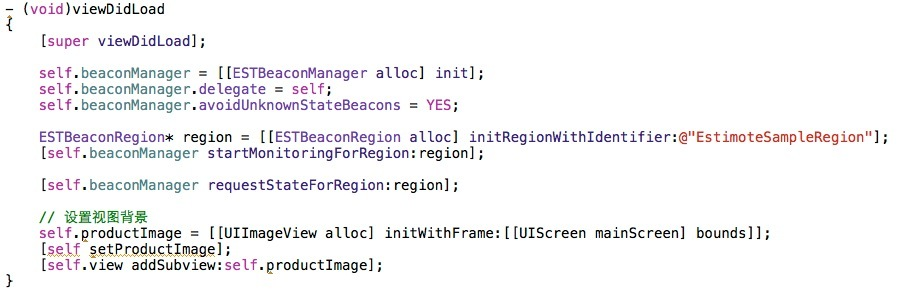 - (void)viewDidLoad
{
    [super viewDidLoad];

    self.beaconManager = [[ESTBeaconManager alloc] init];
    self.beaconManager.delegate = self;
    self.beaconManager.avoidUnknownStateBeacons = YES;

    ESTBeaconRegion* region = [[ESTBeaconRegion alloc] initRegionWithIdentifier:@"EstimoteSampleRegion"];
    [self.beaconManager startMonitoringForRegion:region];

    [self.beaconManager requestStateForRegion:region];

    // 设置视图背景
    self.productImage = [[UIImageView alloc] initWithFrame:[[UIScreen mainScreen] bounds]];
    [self setProductImage];
    [self.view addSubview:self.productImage];
}